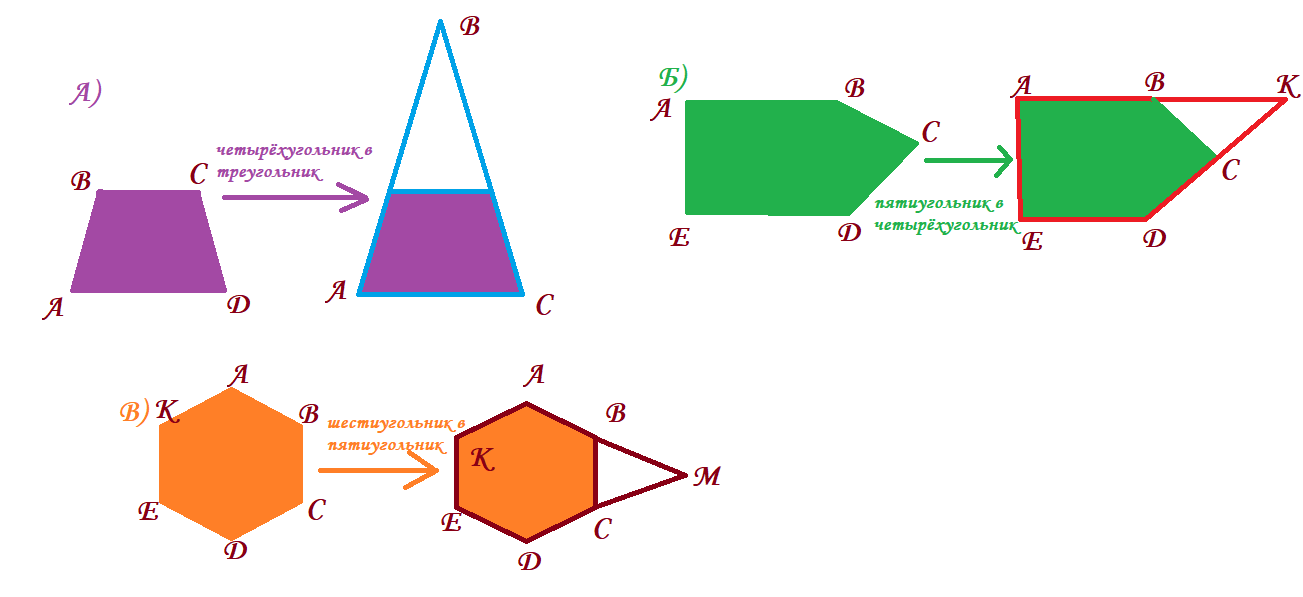 А)
B
C
A
D
четырёхугольник в
треугольник
B
A
C
Б)
A
B
C
E
D
пятиугольник в
четырёхугольник
A
B
K
C
E
D
В)
K
A
B
E
C
D
шестиугольник в
пятиугольник
A
B
K
M
E
C
D